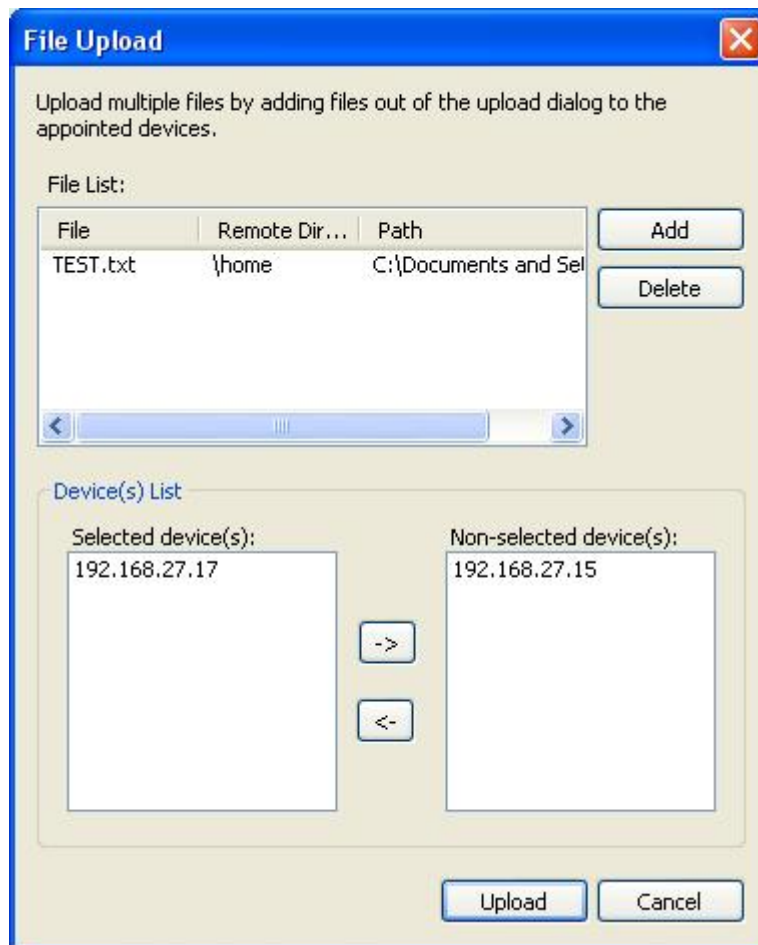 File Upload
Upload multiple files by adding files out of the upload dialog to the
appointed devices.
File List:
File Remote Dir... Path Add
TEST.txt \home C:\Documents and Set
Delete
Device(s) List
Selected device(s): Non-selected device(s):
192.168.27.17 192.168.27.15
->
<-
Upload Cancel